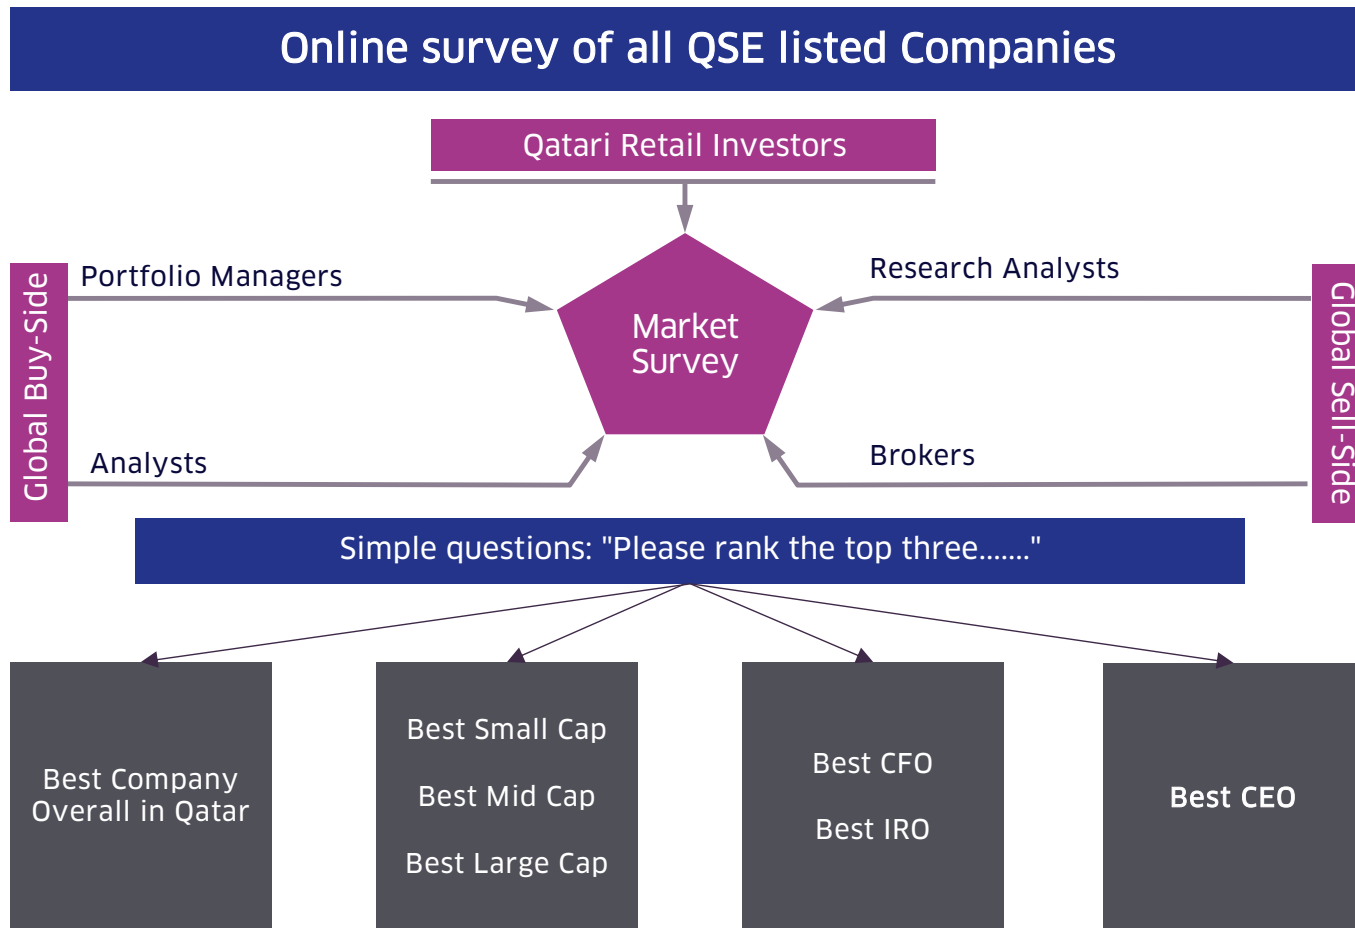 Online survey of all QSE listed Companies
Qatari Retail Investors
Global Buy-Side
Portfolio Managers
Analysts
Market
Survey
Research Analysts
Brokers
Global Sell-Side
Simple questions: "Please rank the top three......."
Best Company
Overall in Qatar
Best Small Cap
Best Mid Cap
Best Large Cap
Best CFO
Best IRO
Best CEO